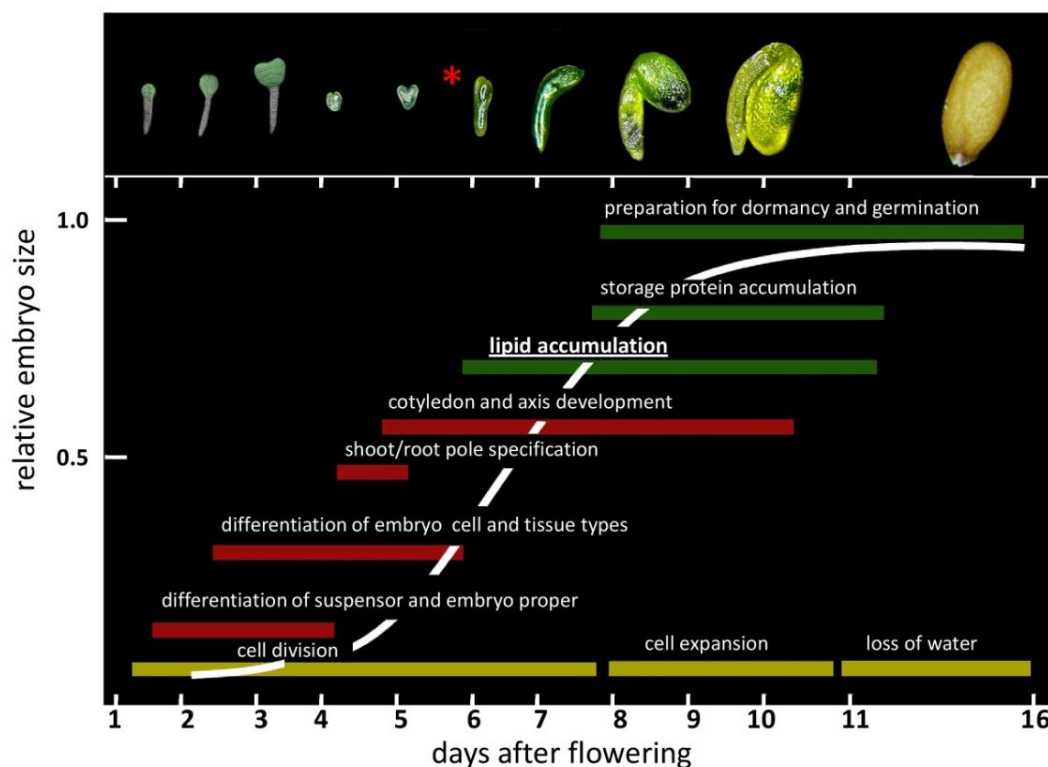 *
1.0
0.5
relative embryo size
preparation for dormancy and germination
storage protein accumulation
lipid accumulation
cotyledon and axis development
shoot/root pole specification
differentiation of embryo cell and tissue types
differentiation of suspensor and embryo proper
cell division
cell expansion
loss of water
1 2 3 4 5 6 7 8 9 10 11 16
days after flowering